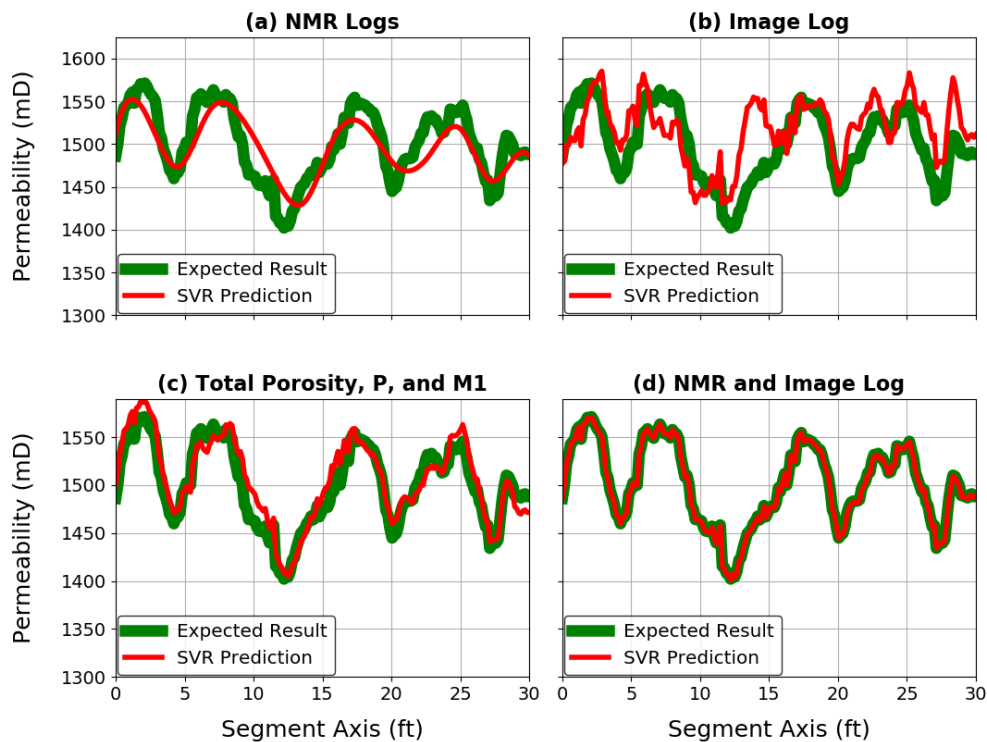 (a) NMR Logs
(b) Image Log
Permeability (mD)
1600
1550
1500
1450
1400
1350
1300
Expected Result
SVR Prediction
Expected Result
SVR Prediction
(c) Total Porosity, P, and M1
(d) NMR and Image Log
Permeability (mD)
1550
1500
1450
1400
1350
1300
Expected Result
SVR Prediction
Expected Result
SVR Prediction
0 5 10 15 20 25 30
0 5 10 15 20 25 30
Segment Axis (ft)
Segment Axis (ft)